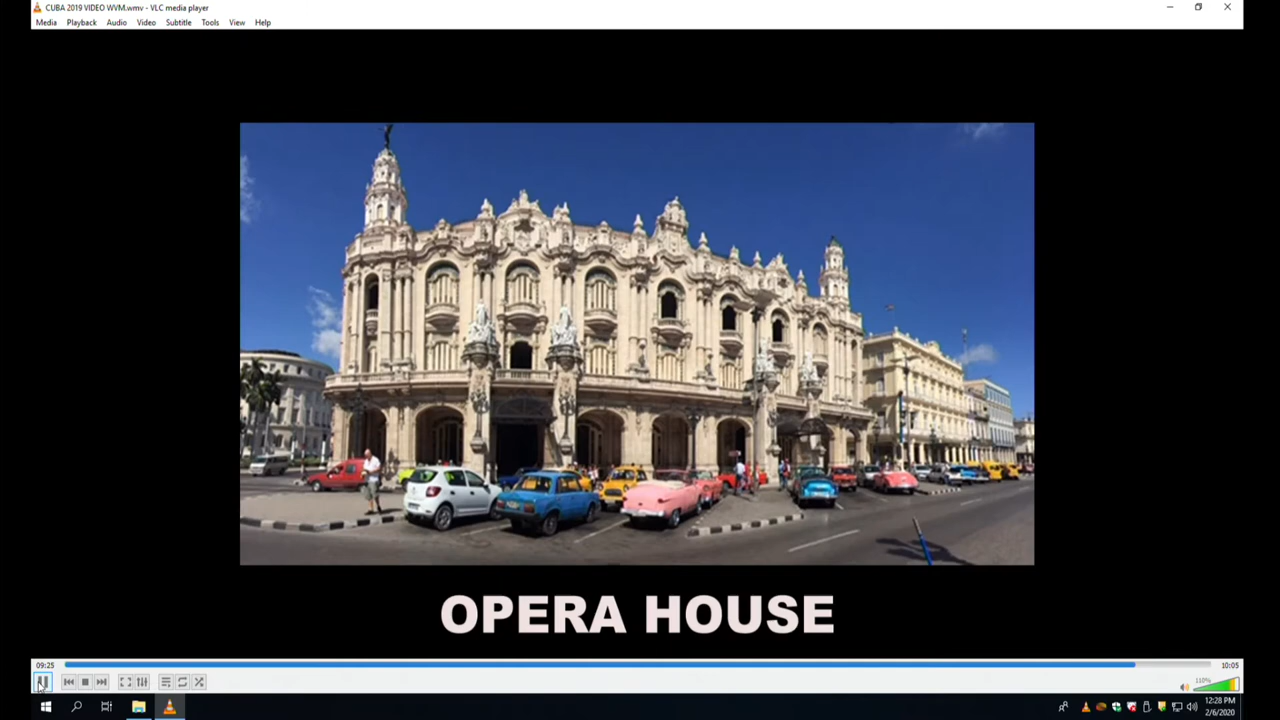 CUBA 2019 VIDEO WVM.wmv - VLC media player
Media Playback Audio Video Subtitle Tools View Help
OPERA HOUSE
09:25
10:05
110%
12:28 PM
2/6/2020